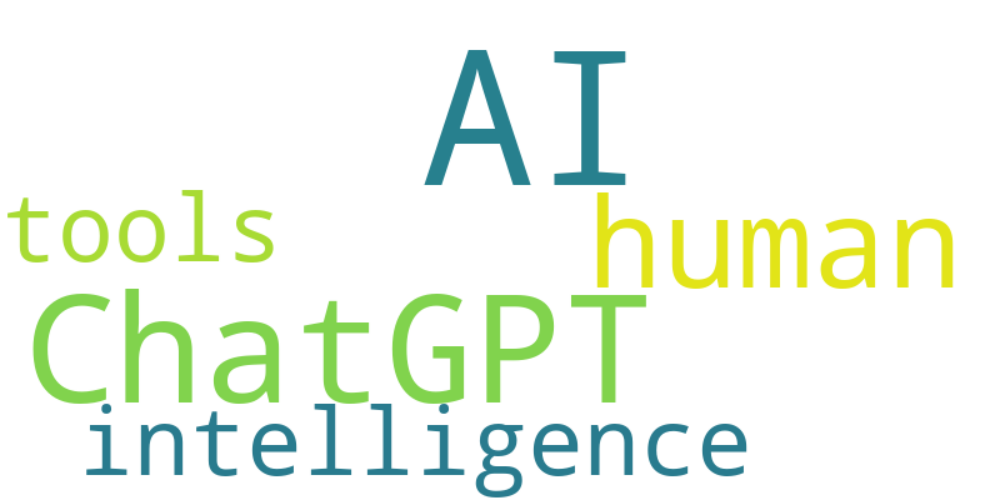 AI
tools
human
ChatGPT
intelligence